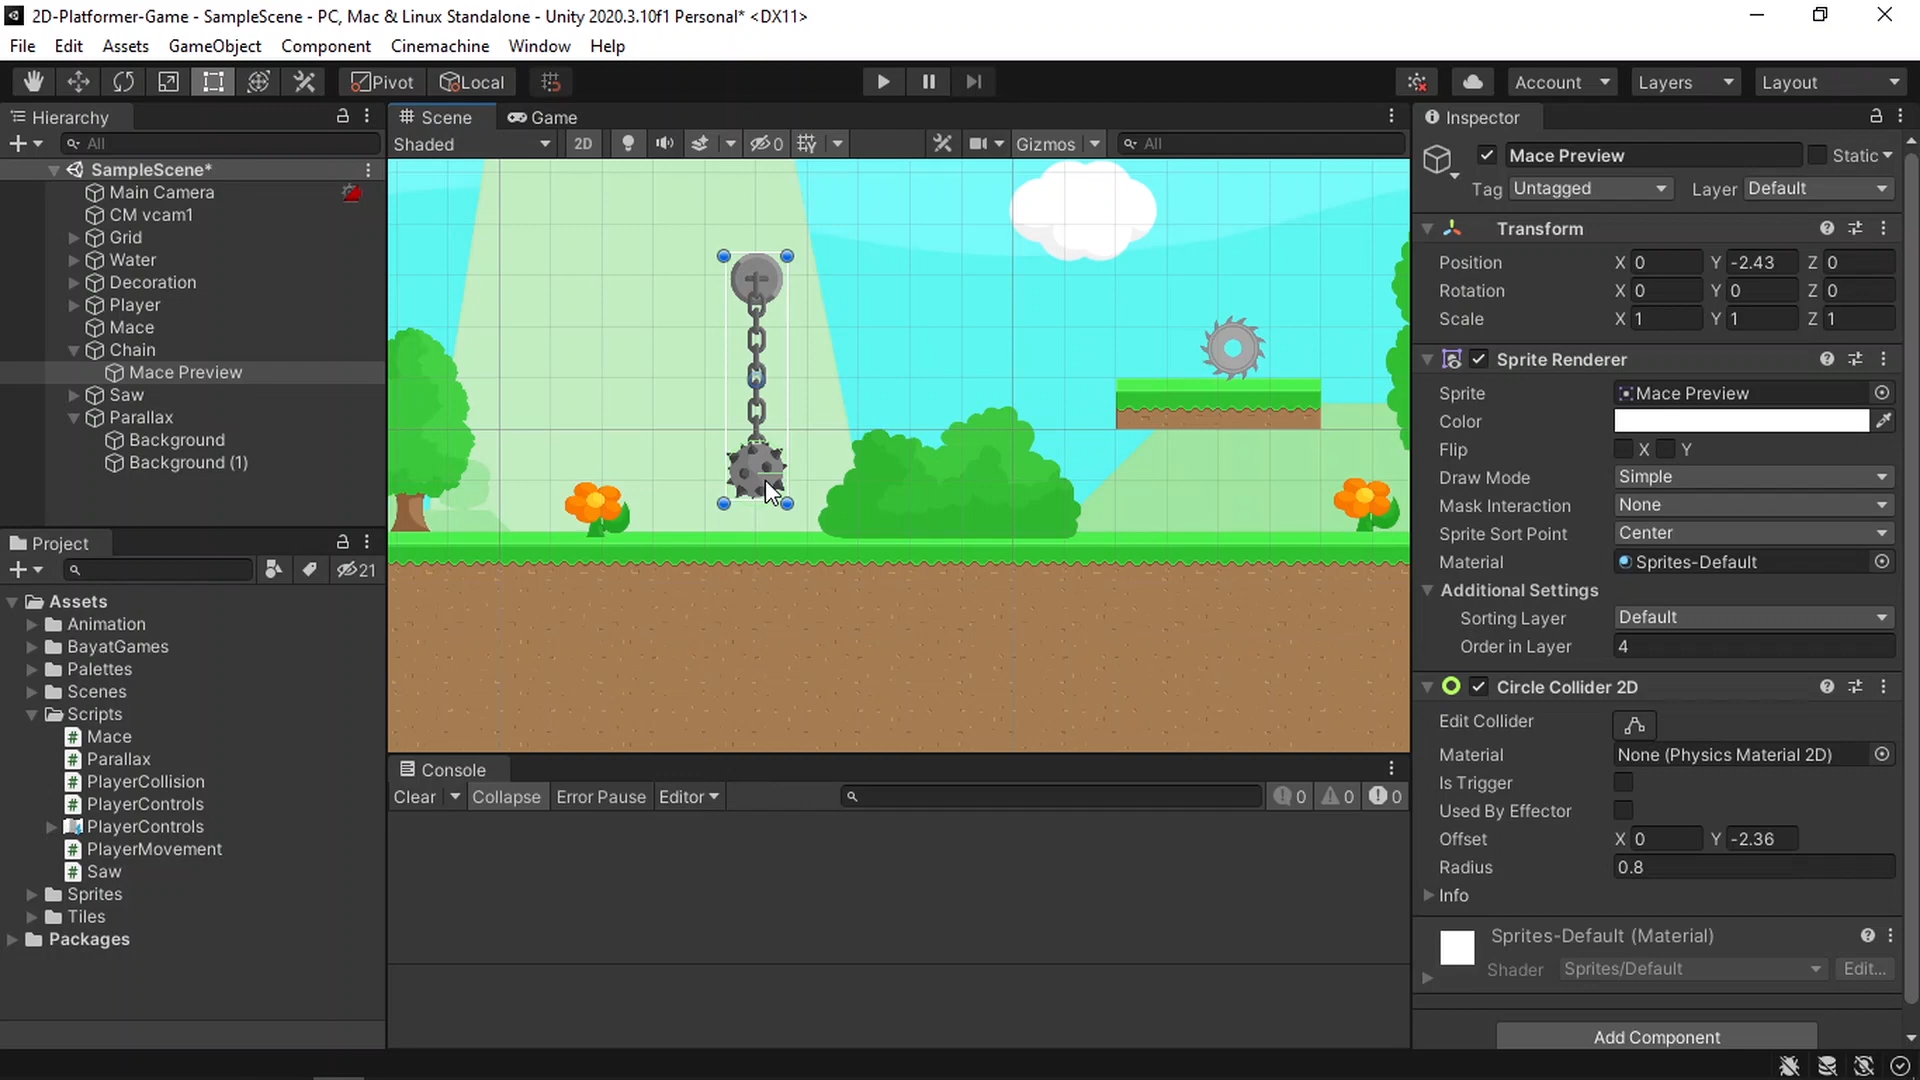 2D-Platformer-Game - SampleScene - PC, Mac & Linux Standalone - Unity 2020.3.10f1 Personal* <DX11>
File Edit Assets GameObject Component Cinemachine Window Help
Pivot Local Account Layers Layout
Hierarchy
All
SampleScene*
Main Camera
CM vcam1
Grid
Water
Decoration
Player
Mace
Chain
Mace Preview
Saw
Parallax
Background
Background (1)
Project
21
Assets
Animation
BayatGames
Palettes
Scenes
Scripts
Mace
Parallax
PlayerCollision
PlayerControls
PlayerControls
PlayerMovement
Saw
Sprites
Tiles
Packages
Scene Game
Shaded 2D 0 Gizmos All
Console
Clear Collapse Error Pause Editor 0 0 0
Inspector
Mace Preview Static
Tag Untagged Layer Default
Transform
Position X 0 Y -2.43 Z 0
Rotation X 0 Y 0 Z 0
Scale X 1 Y 1 Z 1
Sprite Renderer
Sprite Mace Preview
Color
Flip X Y
Draw Mode Simple
Mask Interaction None
Sprite Sort Point Center
Material Sprites-Default
Additional Settings
Sorting Layer Default
Order in Layer 4
Circle Collider 2D
Edit Collider
Material None (Physics Material 2D)
Is Trigger
Used By Effector
Offset X 0 Y -2.36
Radius 0.8
Info
Sprites-Default (Material)
Shader Sprites/Default Edit...
Add Component